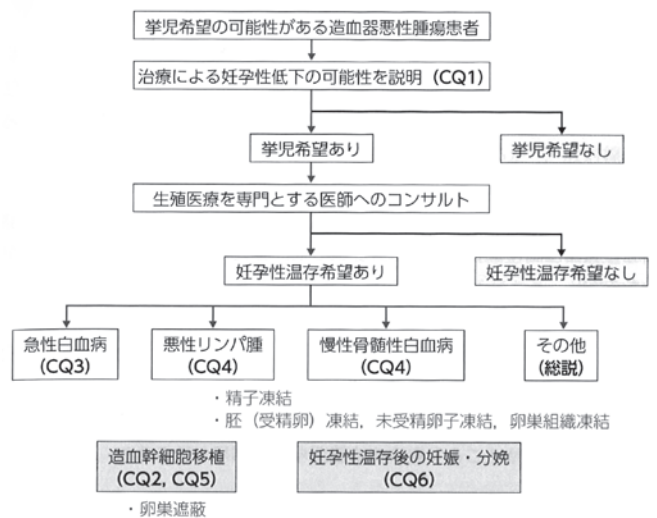 挙児希望の可能性がある造血器悪性腫瘍患者
治療による妊孕性低下の可能性を説明（CQ1）
挙児希望あり
挙児希望なし
生殖医療を専門とする医師へのコンサルト
妊孕性温存希望あり
妊孕性温存希望なし
急性白血病
(CQ3)
悪性リンパ腫
(CQ4)
慢性骨髄性白血病
(CQ4)
その他
(総説)
・精子凍結
・胚（受精卵）凍結，未受精卵子凍結，卵巣組織凍結
造血幹細胞移植
(CQ2, CQ5)
妊孕性温存後の妊娠・分娩
(CQ6)
・卵巣遮蔽